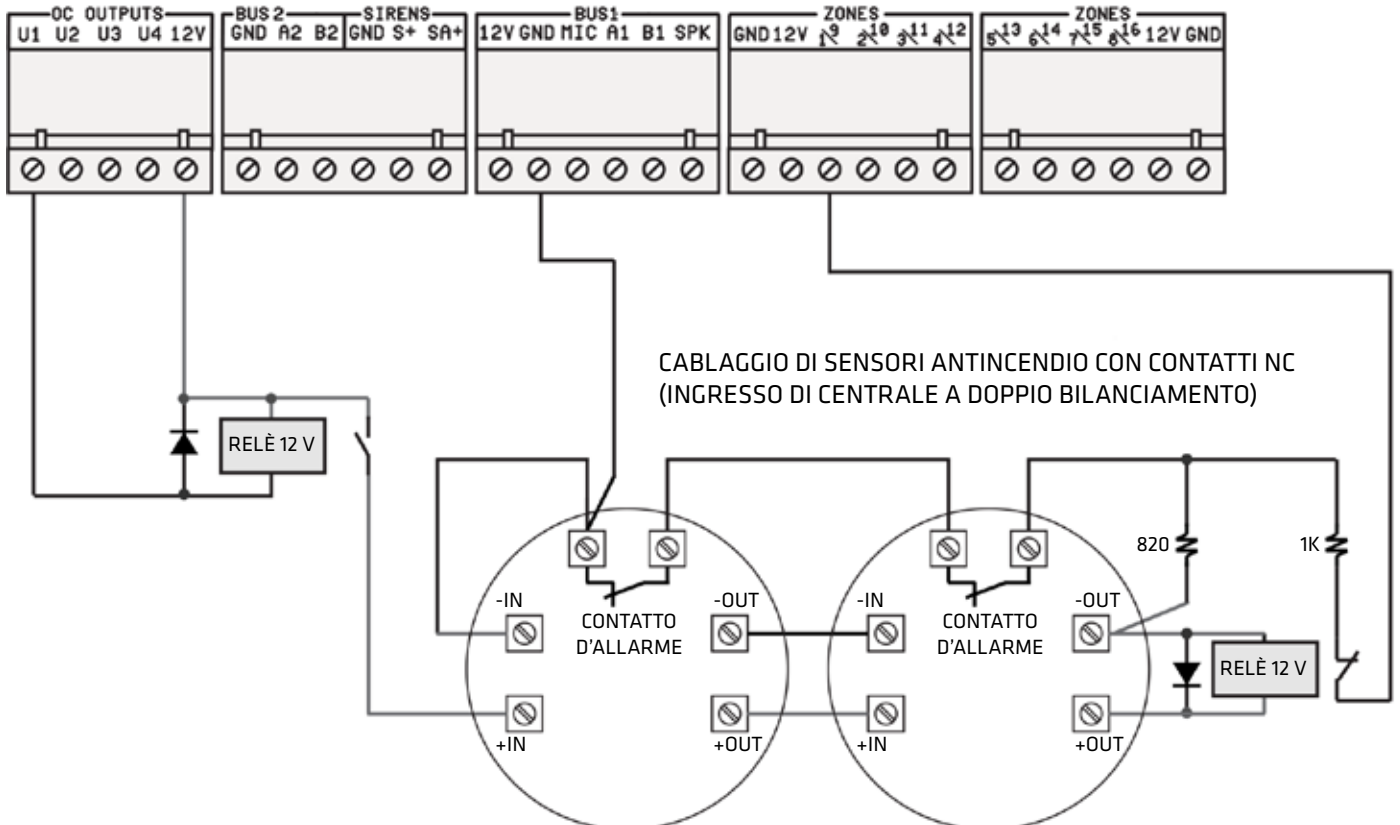 OC OUTPUTS
U1 U2 U3 U4 12V
BUS 2 SIRENS
GND A2 B2 GND S+ SA+
BUS1
12V GND MIC A1 B1 SPK
ZONES
GND 12V 1 9 2 10 3 11 4 12
ZONES
5 13 6 14 7 15 8 16 12V GND
CABLAGGIO DI SENSORI ANTINCENDIO CON CONTATTI NC
(INGRESSO DI CENTRALE A DOPPIO BILANCIAMENTO)
RELÈ 12 V
820
1K
-IN
CONTATTO
D'ALLARME
-OUT
+IN
+OUT
-IN
CONTATTO
D'ALLARME
-OUT
+IN
+OUT
RELÈ 12 V